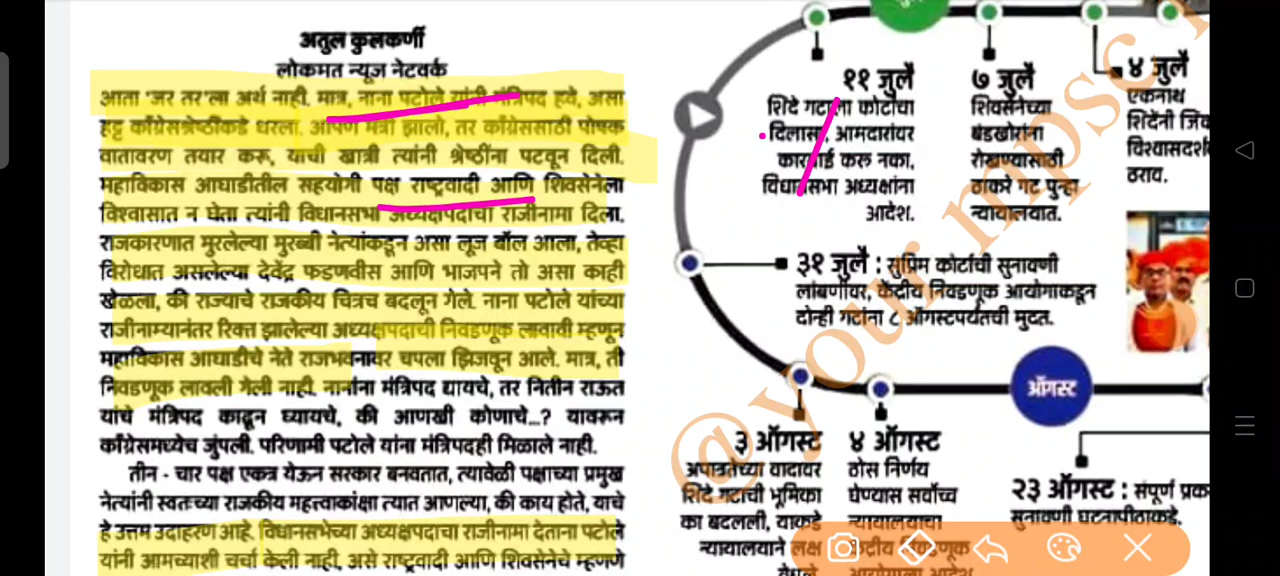 अतुल कुलकर्णी
लोकमत न्यूज नेटवर्क
आता 'जर तर'ला अर्थ नाही. मात्र, नाना पटोले यांनी मंत्रिपद हवे, असा
हट्ट काँग्रेसश्रेष्ठींकडे धरला. आपण मंत्री झालो, तर काँग्रेससाठी पोषक
वातावरण तयार करू, याची खात्री त्यांनी श्रेष्ठींना पटवून दिली.
महाविकास आघाडीतील सहयोगी पक्ष राष्ट्रवादी आणि शिवसेनेला
विश्वासात न घेता त्यांनी विधानसभा अध्यक्षपदाचा राजीनामा दिला.
राजकारणात मुरलेल्या मुरब्बी नेत्यांकडून असा लूज बॉल आला, तेव्हा
विरोधात असलेल्या देवेंद्र फडणवीस आणि भाजपने तो असा काही
खेळला, की राज्याचे राजकीय चित्रच बदलून गेले. नाना पटोले यांच्या
राजीनाम्यानंतर रिक्त झालेल्या अध्यक्षपदाची निवडणूक लावावी म्हणून
महाविकास आघाडीचे नेते राजभवनावर चपला झिजवून आले. मात्र, ती
निवडणूक लावली गेली नाही. नानांना मंत्रिपद द्यायचे, तर नितीन राऊत
यांचे मंत्रिपद काढून घ्यायचे, की आणखी कोणाचे...? यावरून
काँग्रेसमध्येच जुंपली. परिणामी पटोले यांना मंत्रिपदही मिळाले नाही.
तीन - चार पक्ष एकत्र येऊन सरकार बनवतात, त्यावेळी पक्षाच्या प्रमुख
नेत्यांनी स्वतःच्या राजकीय महत्त्वाकांक्षा त्यात आणल्या, की काय होते, याचे
हे उत्तम उदाहरण आहे. विधानसभेच्या अध्यक्षपदाचा राजीनामा देताना पटोले
यांनी आमच्याशी चर्चा केली नाही, असे राष्ट्रवादी आणि शिवसेनेचे म्हणणे
११ जुलै
शिंदे गटाला कोर्टाचा
दिलासा. आमदारांवर
कारवाई करू नका,
विधानसभा अध्यक्षांना
आदेश.
७ जुलै
शिवसेनेच्या
बंडखोरांना
रोखण्यासाठी
ठाकरे गट पुन्हा
न्यायालयात.
४ जुलै
एकनाथ
शिंदेंनी
विश्वासदर्श
ठराव.
३१ जुलै : सुप्रिम कोर्टाची सुनावणी
लांबणीवर, केंद्रीय निवडणूक आयोगाकडून
दोन्ही गटांना ८ ऑगस्टपर्यंतची मुदत.
ऑगस्ट
३ ऑगस्ट
अपात्रतेच्या वादावर
शिंदे गटाची भूमिका
का बदलली, याकडे
न्यायालयाने लक्ष
वेधले.
४ ऑगस्ट
ठोस निर्णय
घेण्यास सर्वोच्च
न्यायालयाचा
केंद्रीय निवडणूक
आयोगाला आदेश
२३ ऑगस्ट : संपूर्ण प्रक
सुनावणी घटनापीठाकडे.
@your mpsc